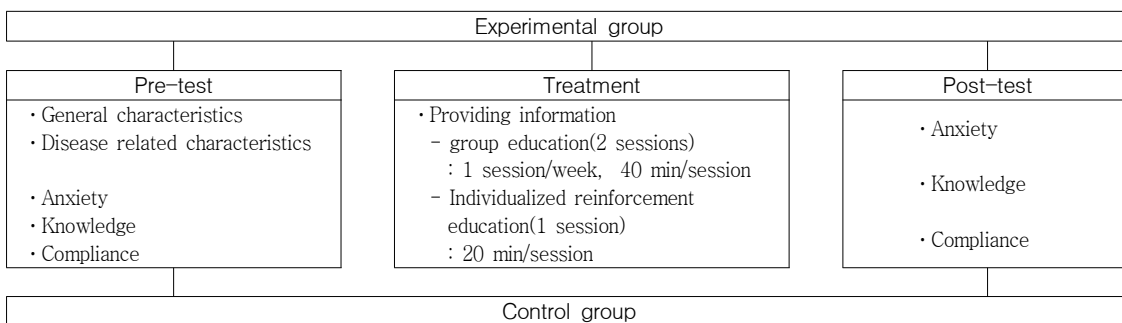 Experimental group
Pre-test
・General characteristics
・Disease related characteristics
・Anxiety
・Knowledge
・Compliance
Treatment
・Providing information
- group education(2 sessions)
: 1 session/week, 40 min/session
- Individualized reinforcement
education(1 session)
: 20 min/session
Post-test
・Anxiety
・Knowledge
・Compliance
Control group